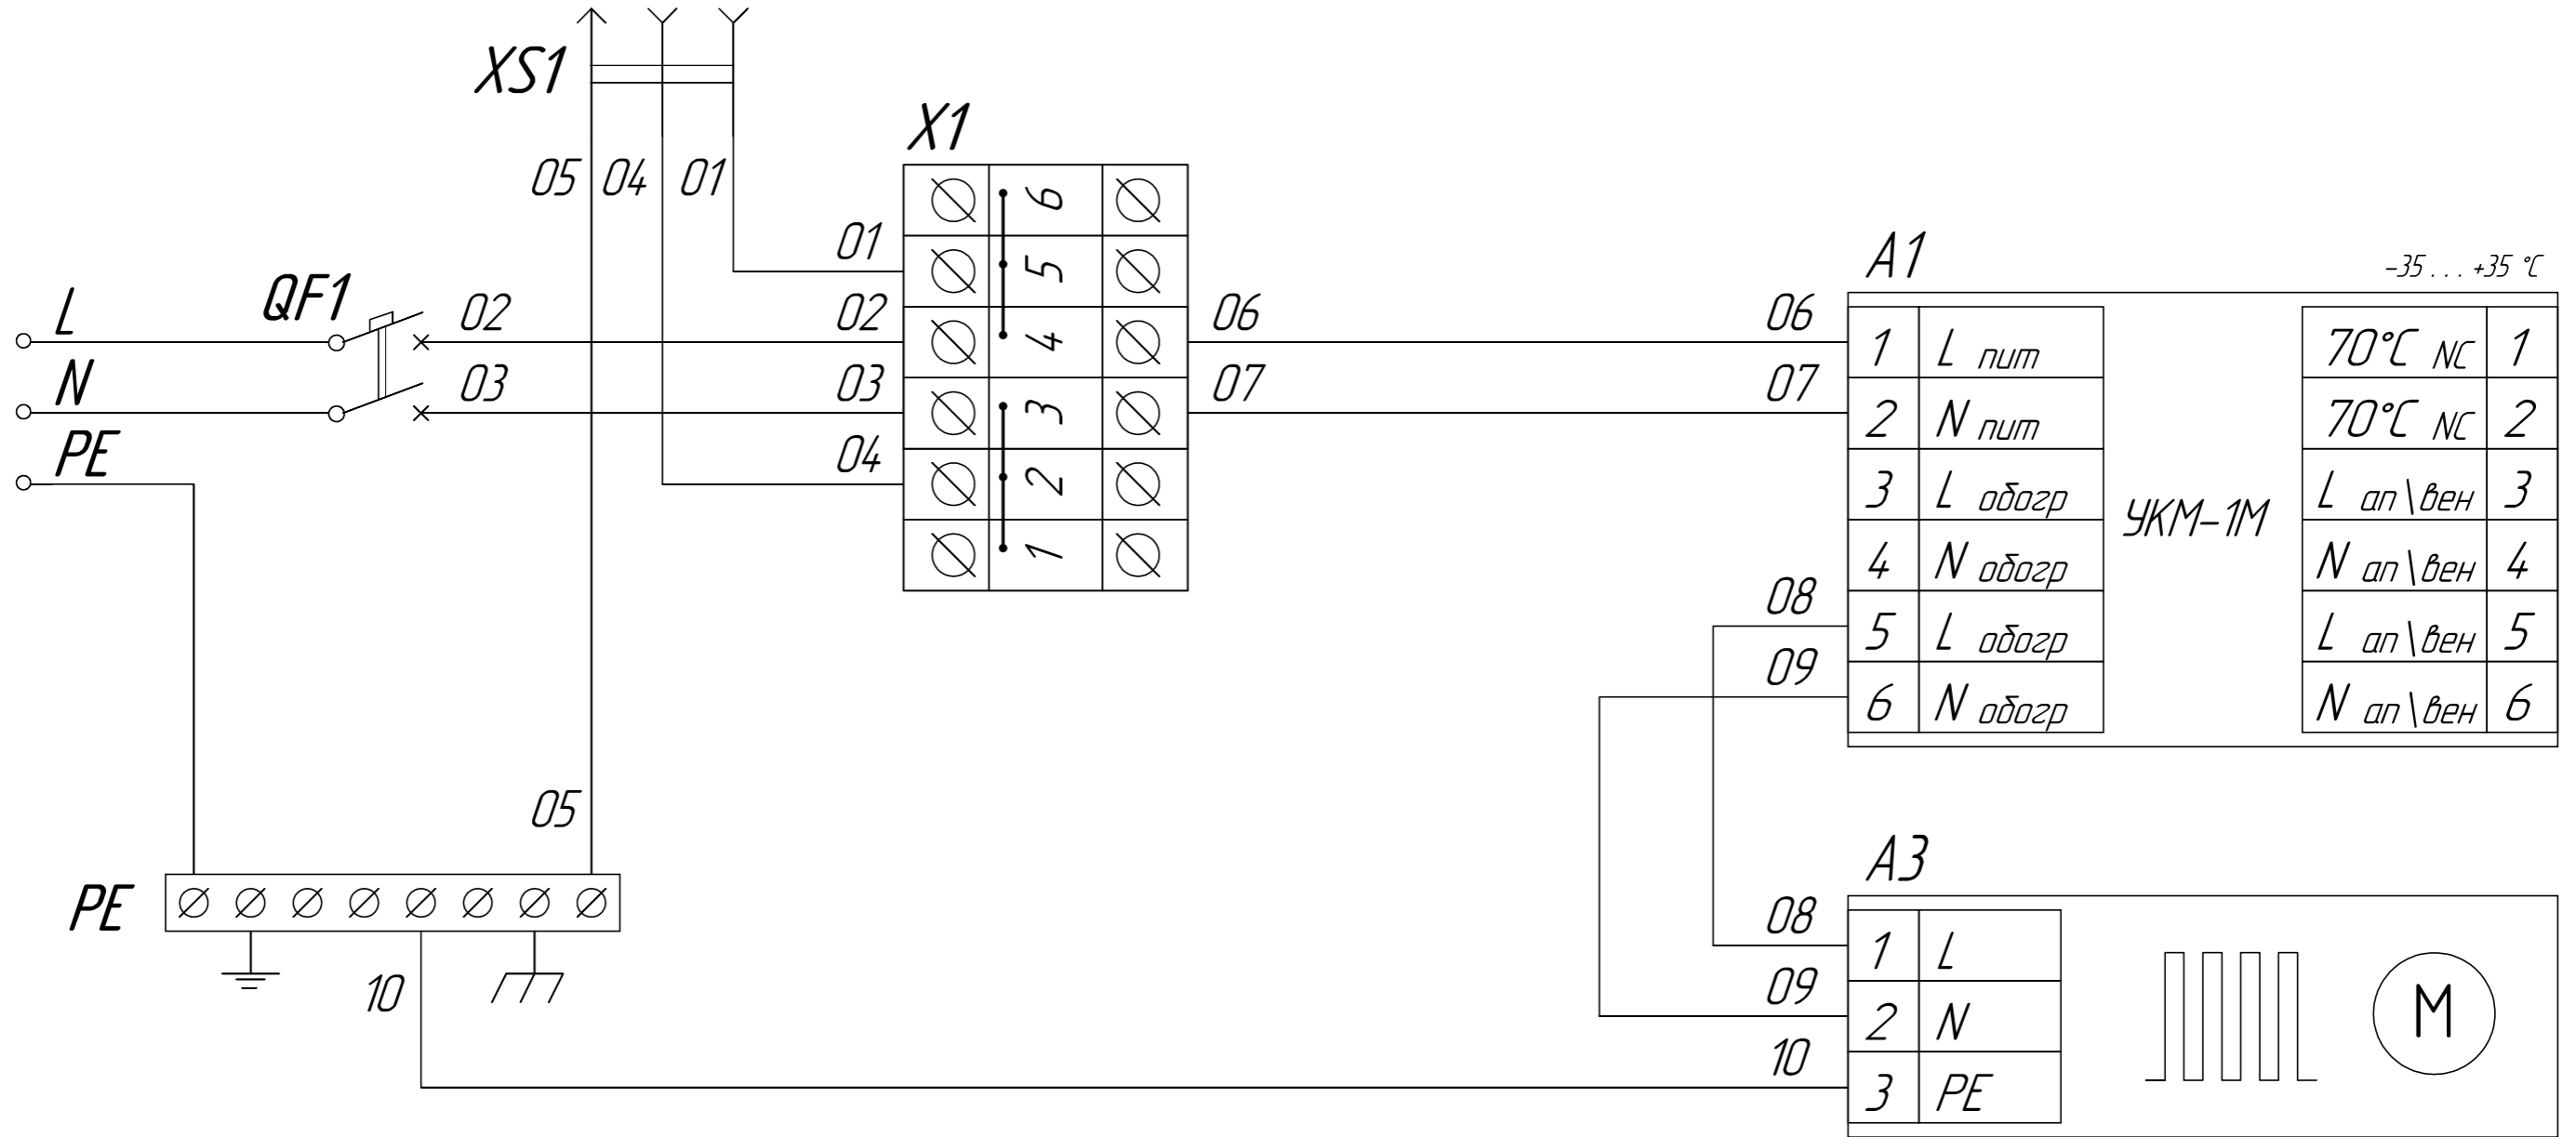 XS1
X1
05 04 01
6
5
4
3
2
1
01
02
03
04
L
N
PE
QF1
02
03
06
07
A1
-35 . . . +35 °C
06
07
08
09
1 L пит
2 N пит
3 L обогр
4 N обогр
5 L обогр
6 N обогр
УКМ-1М
70°C NC 1
70°C NC 2
L ап\вен 3
N ап\вен 4
L ап\вен 5
N ап\вен 6
05
PE
10
A3
08
09
10
1 L
2 N
3 PE
M